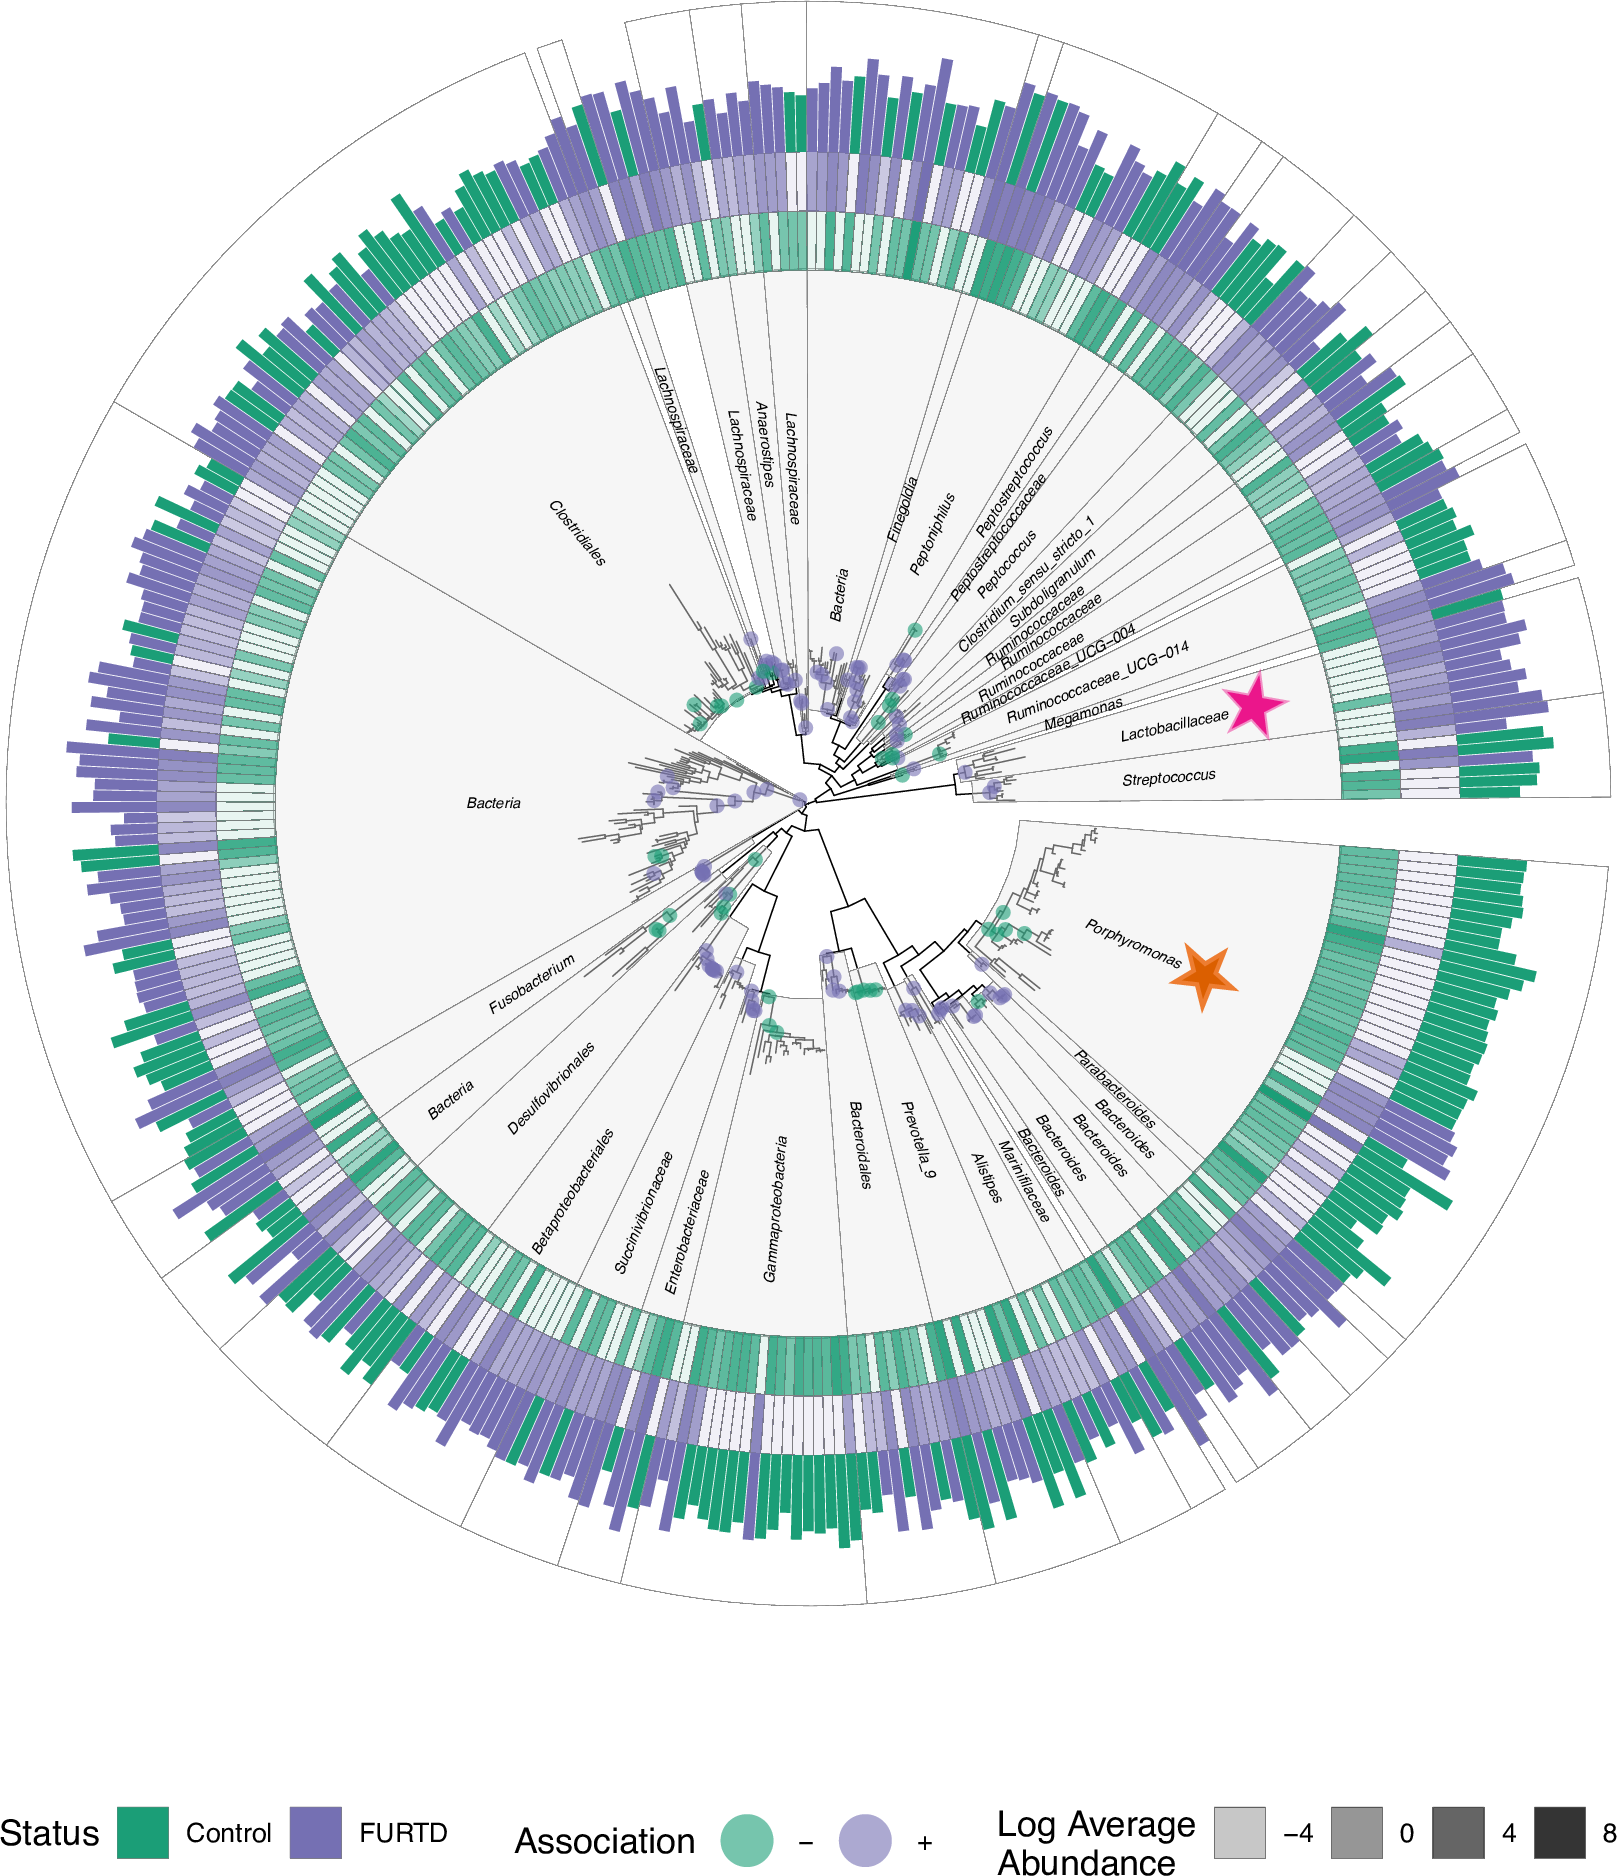 Lachnospiraceae
Lachnospiraceae
Anaerostipes
Lachnospiraceae
Clostridiales
Bacteria
Finegoldia
Peptoniphilus
Peptostreptococcus
Peptostreptococcaceae
Peptococcus
Clostridium_sensu_stricto_1
Subdoligranulum
Ruminococcaceae
Ruminococcaceae
Ruminococcaceae
Ruminococcaceae_UCG-004
Ruminococcaceae_UCG-014
Megamonas
Lactobacillaceae
Streptococcus
Bacteria
Porphyromonas
Fusobacterium
Bacteria
Desulfovibrionales
Betaproteobacteriales
Succinivibrionaceae
Enterobacteriaceae
Gammaproteobacteria
Bacteroidales
Prevotella_9
Alistipes
Marinifilaceae
Bacteroides
Bacteroides
Bacteroides
Bacteroides
Parabacteroides
Status Control FURTD
Association − +
Log Average
Abundance −4 0 4 8